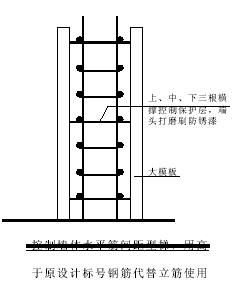 上、中、下三根横
撑控制保护层，端
头打磨刷防锈漆
大模板
控制墙体水平筋间距型梯，用高
于原设计标号钢筋代替立筋使用